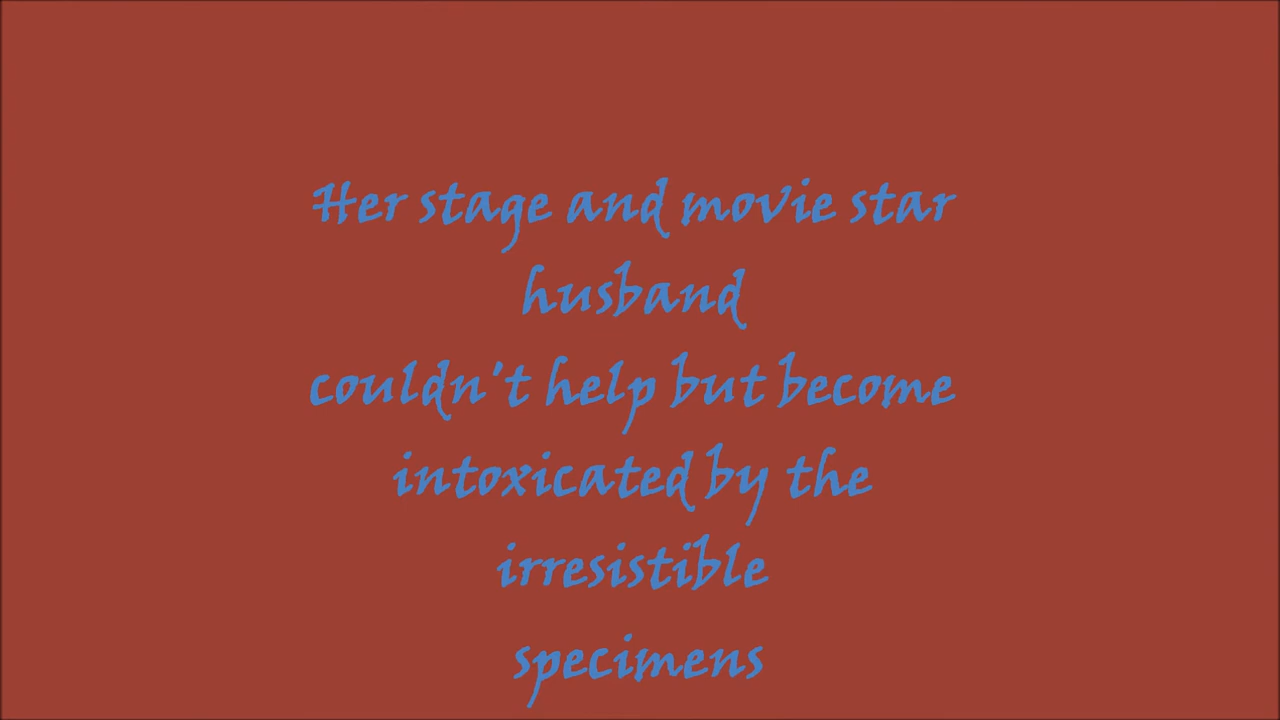 Her stage and movie star
husband
couldn't help but become
intoxicated by the
irresistible
specimens